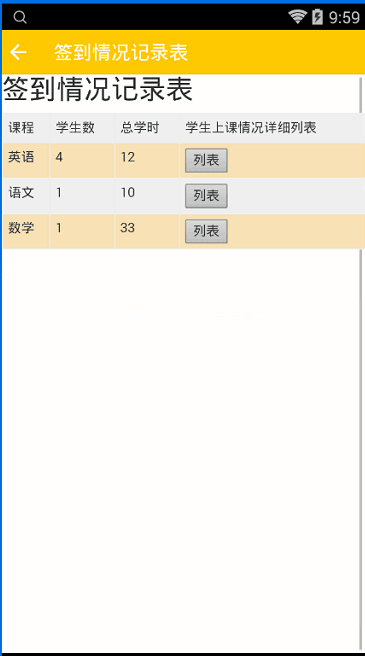 9:59
签到情况记录表
签到情况记录表
课程 学生数 总学时 学生上课情况详细列表
英语 4 12 列表
语文 1 10 列表
数学 1 33 列表